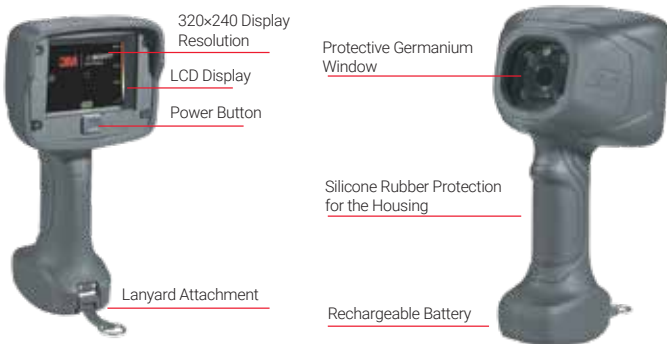 320×240 Display
Resolution
LCD Display
Power Button
Lanyard Attachment
3M
Protective Germanium
Window
Silicone Rubber Protection
for the Housing
Rechargeable Battery